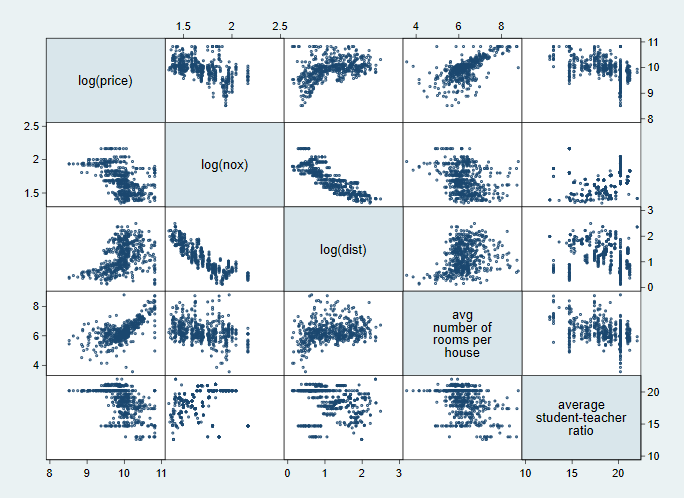 1.5 2 2.5 4 6 8
log(price)
11
10
9
8
2.5
2
1.5
log(nox)
log(dist)
3
2
1
0
8
6
4
avg
number of
rooms per
house
average
student-teacher
ratio
20
15
10
8 9 10 11 0 1 2 3 10 15 20